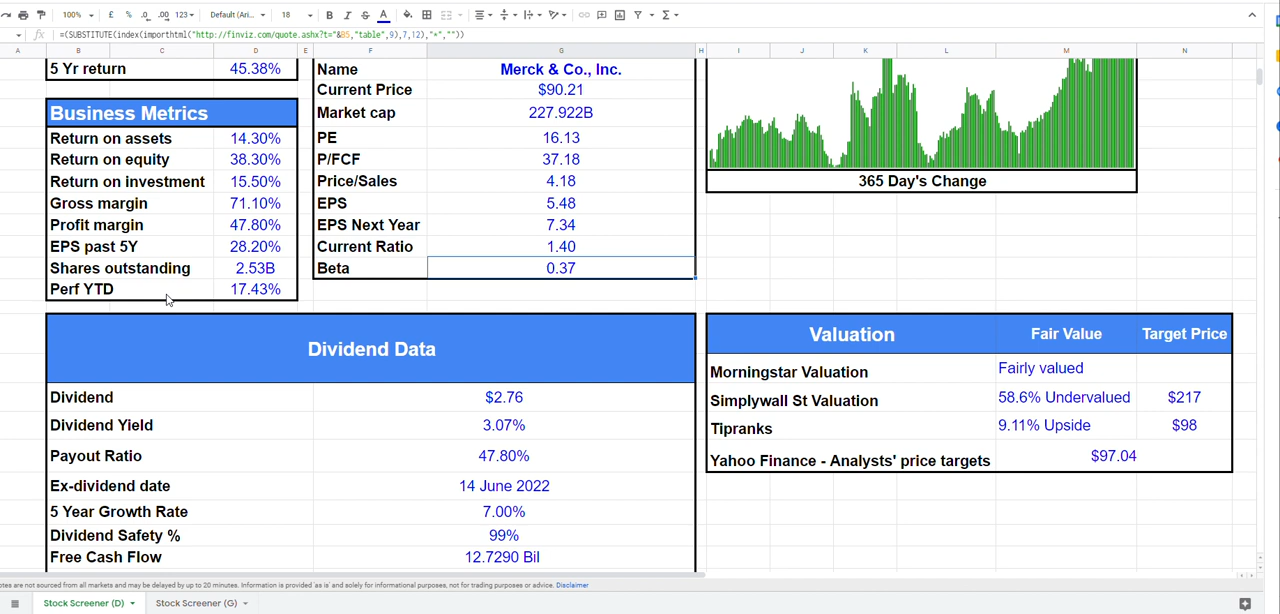 100% £ % .0 .00 123 Default (Ari... 18 B I S A
fx =(SUBSTITUTE(index(importhtml("http://finviz.com/quote.ashx?t="&B5,"table",9),7,12),"*",""))
A B C D E F G H I J K L M N
5 Yr return 45.38%
Business Metrics
Return on assets 14.30%
Return on equity 38.30%
Return on investment 15.50%
Gross margin 71.10%
Profit margin 47.80%
EPS past 5Y 28.20%
Shares outstanding 2.53B
Perf YTD 17.43%
Name Merck & Co., Inc.
Current Price $90.21
Market cap 227.922B
PE 16.13
P/FCF 37.18
Price/Sales 4.18
EPS 5.48
EPS Next Year 7.34
Current Ratio 1.40
Beta 0.37
365 Day's Change
Dividend Data
Dividend $2.76
Dividend Yield 3.07%
Payout Ratio 47.80%
Ex-dividend date 14 June 2022
5 Year Growth Rate 7.00%
Dividend Safety % 99%
Free Cash Flow 12.7290 Bil
Valuation Fair Value Target Price
Morningstar Valuation Fairly valued
Simplywall St Valuation 58.6% Undervalued $217
Tipranks 9.11% Upside $98
Yahoo Finance - Analysts' price targets $97.04
otes are not sourced from all markets and may be delayed by up to 20 minutes. Information is provided 'as is' and solely for informational purposes, not for trading purposes or advice. Disclaimer
Stock Screener (D) Stock Screener (G)